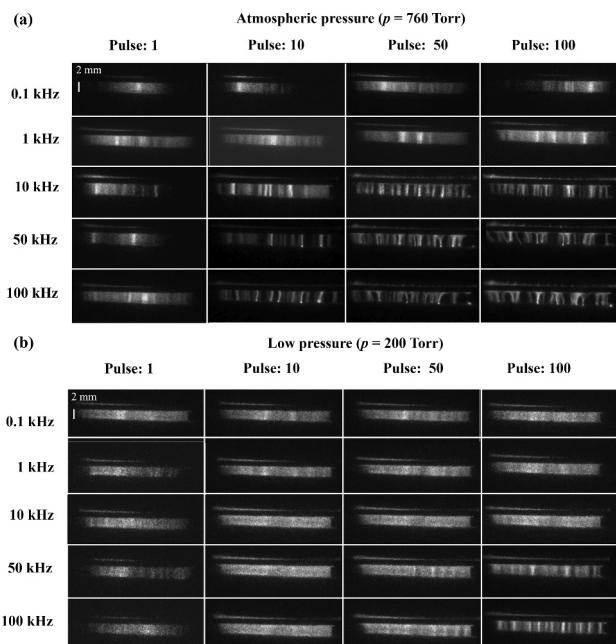 (a)
Atmospheric pressure (p = 760 Torr)
Pulse: 1 Pulse: 10 Pulse: 50 Pulse: 100
2 mm
0.1 kHz
1 kHz
10 kHz
50 kHz
100 kHz
(b)
Low pressure (p = 200 Torr)
Pulse: 1 Pulse: 10 Pulse: 50 Pulse: 100
2 mm
0.1 kHz
1 kHz
10 kHz
50 kHz
100 kHz